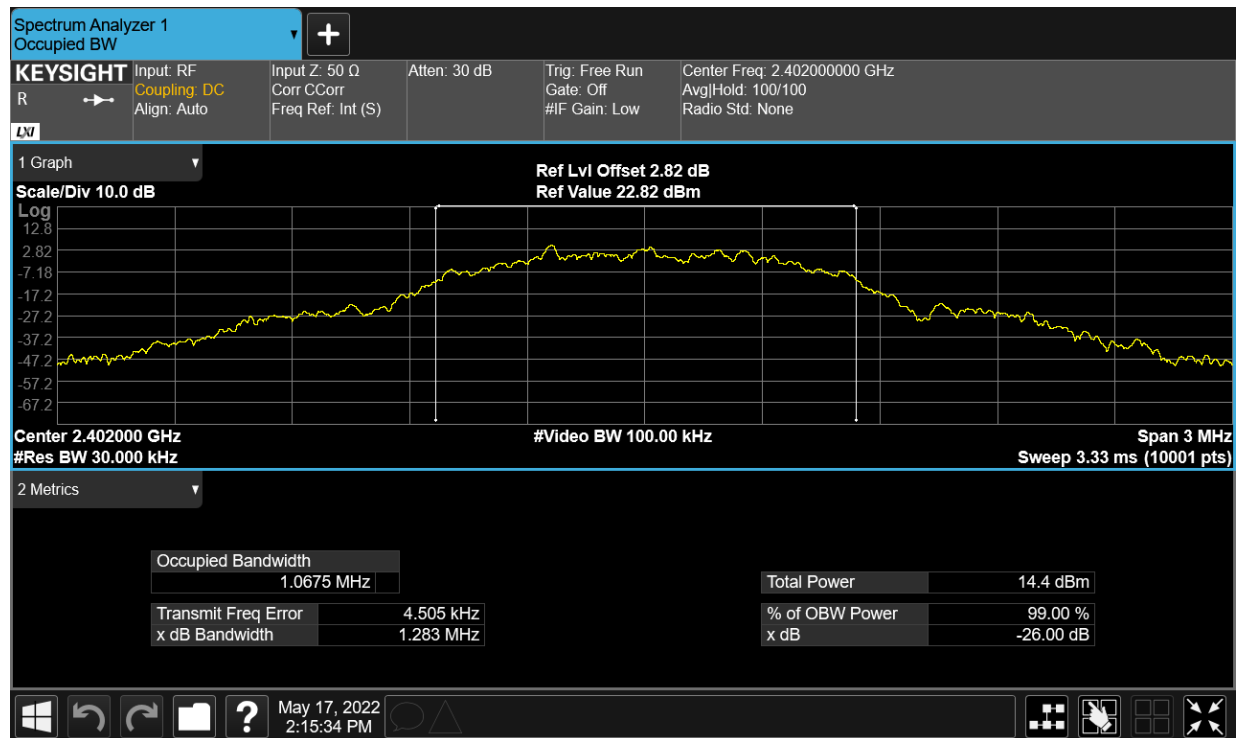 Spectrum Analyzer 1
Occupied BW
+
KEYSIGHT
R
LXI
Input: RF
Coupling: DC
Align: Auto
Input Z: 50 Ω
Corr CCorr
Freq Ref: Int (S)
Atten: 30 dB
Trig: Free Run
Gate: Off
#IF Gain: Low
Center Freq: 2.402000000 GHz
Avg|Hold: 100/100
Radio Std: None
1 Graph
Scale/Div 10.0 dB
Ref Lvl Offset 2.82 dB
Ref Value 22.82 dBm
Log
12.8
2.82
-7.18
-17.2
-27.2
-37.2
-47.2
-57.2
-67.2
Center 2.402000 GHz
#Video BW 100.00 kHz
Span 3 MHz
#Res BW 30.000 kHz
Sweep 3.33 ms (10001 pts)
2 Metrics
Occupied Bandwidth
1.0675 MHz
Total Power 14.4 dBm
Transmit Freq Error 4.505 kHz
% of OBW Power 99.00 %
x dB Bandwidth 1.283 MHz
x dB -26.00 dB
?
May 17, 2022
2:15:34 PM